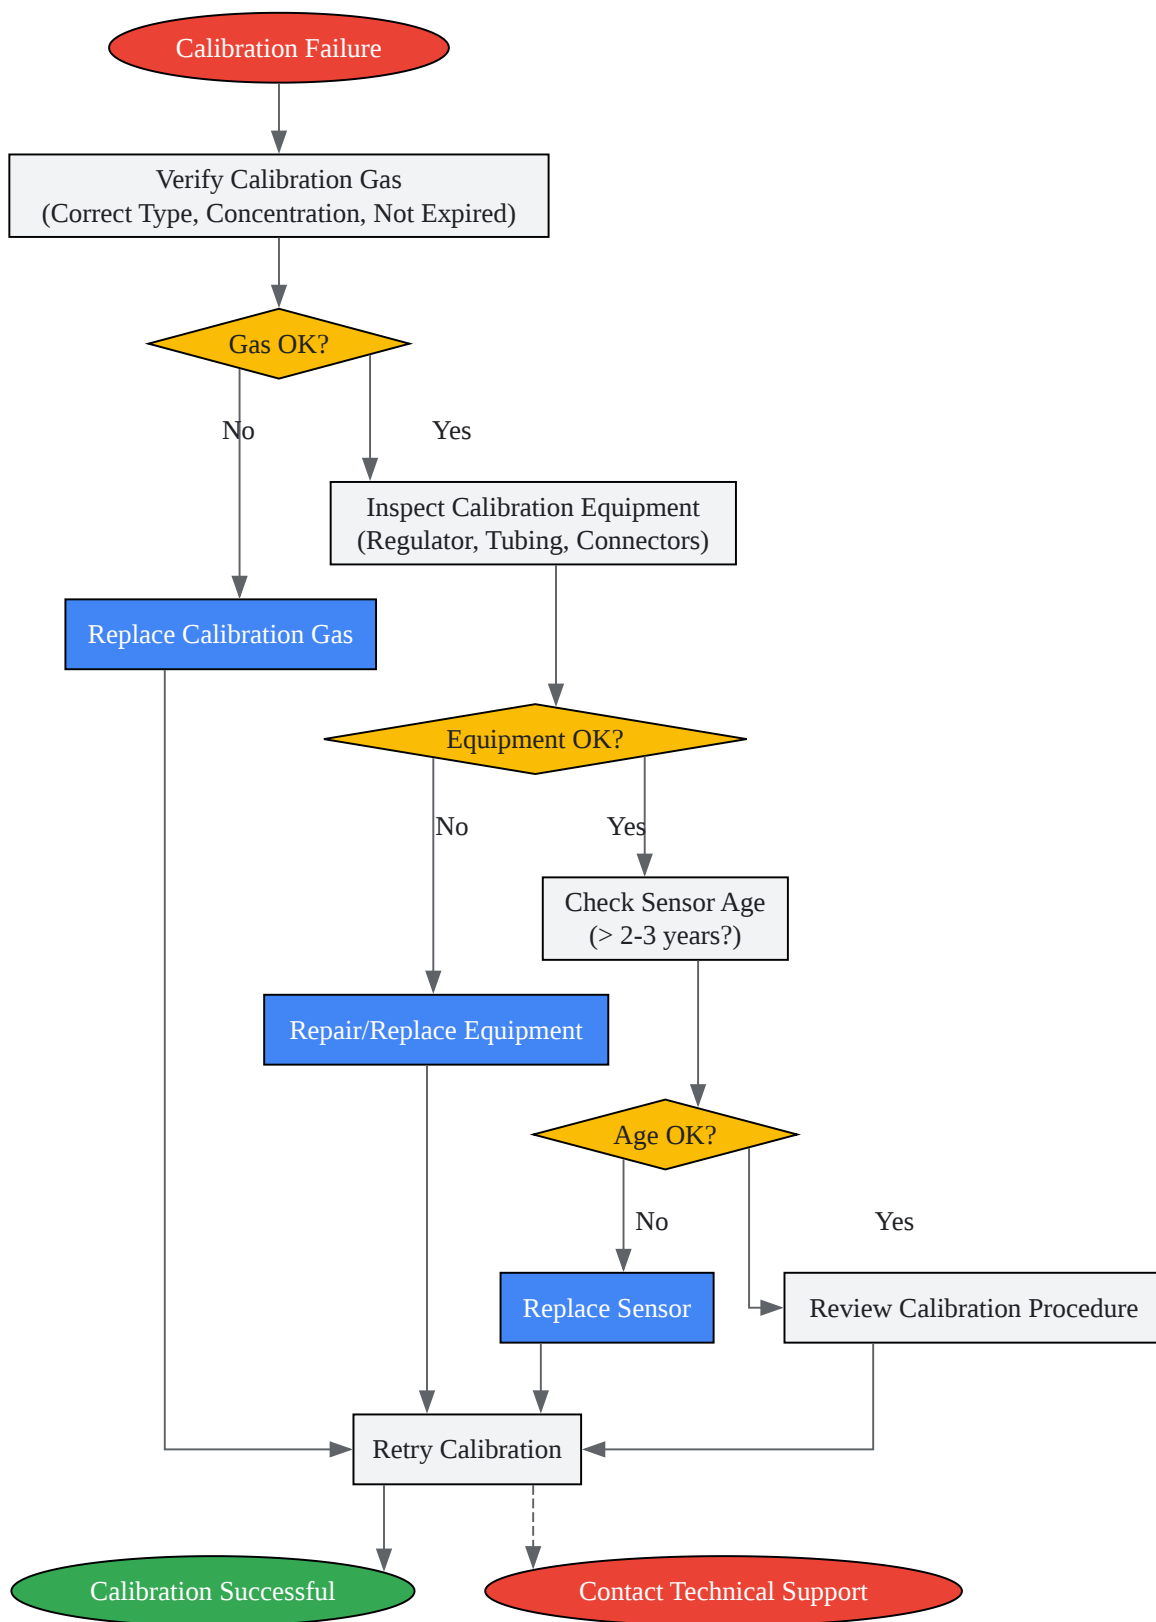 Calibration Failure
Verify Calibration Gas
(Correct Type, Concentration, Not Expired)
Gas OK?
No
Yes
Inspect Calibration Equipment
(Regulator, Tubing, Connectors)
Replace Calibration Gas
Equipment OK?
No
Yes
Check Sensor Age
(> 2-3 years?)
Repair/Replace Equipment
Age OK?
No
Yes
Replace Sensor
Review Calibration Procedure
Retry Calibration
Calibration Successful
Contact Technical Support